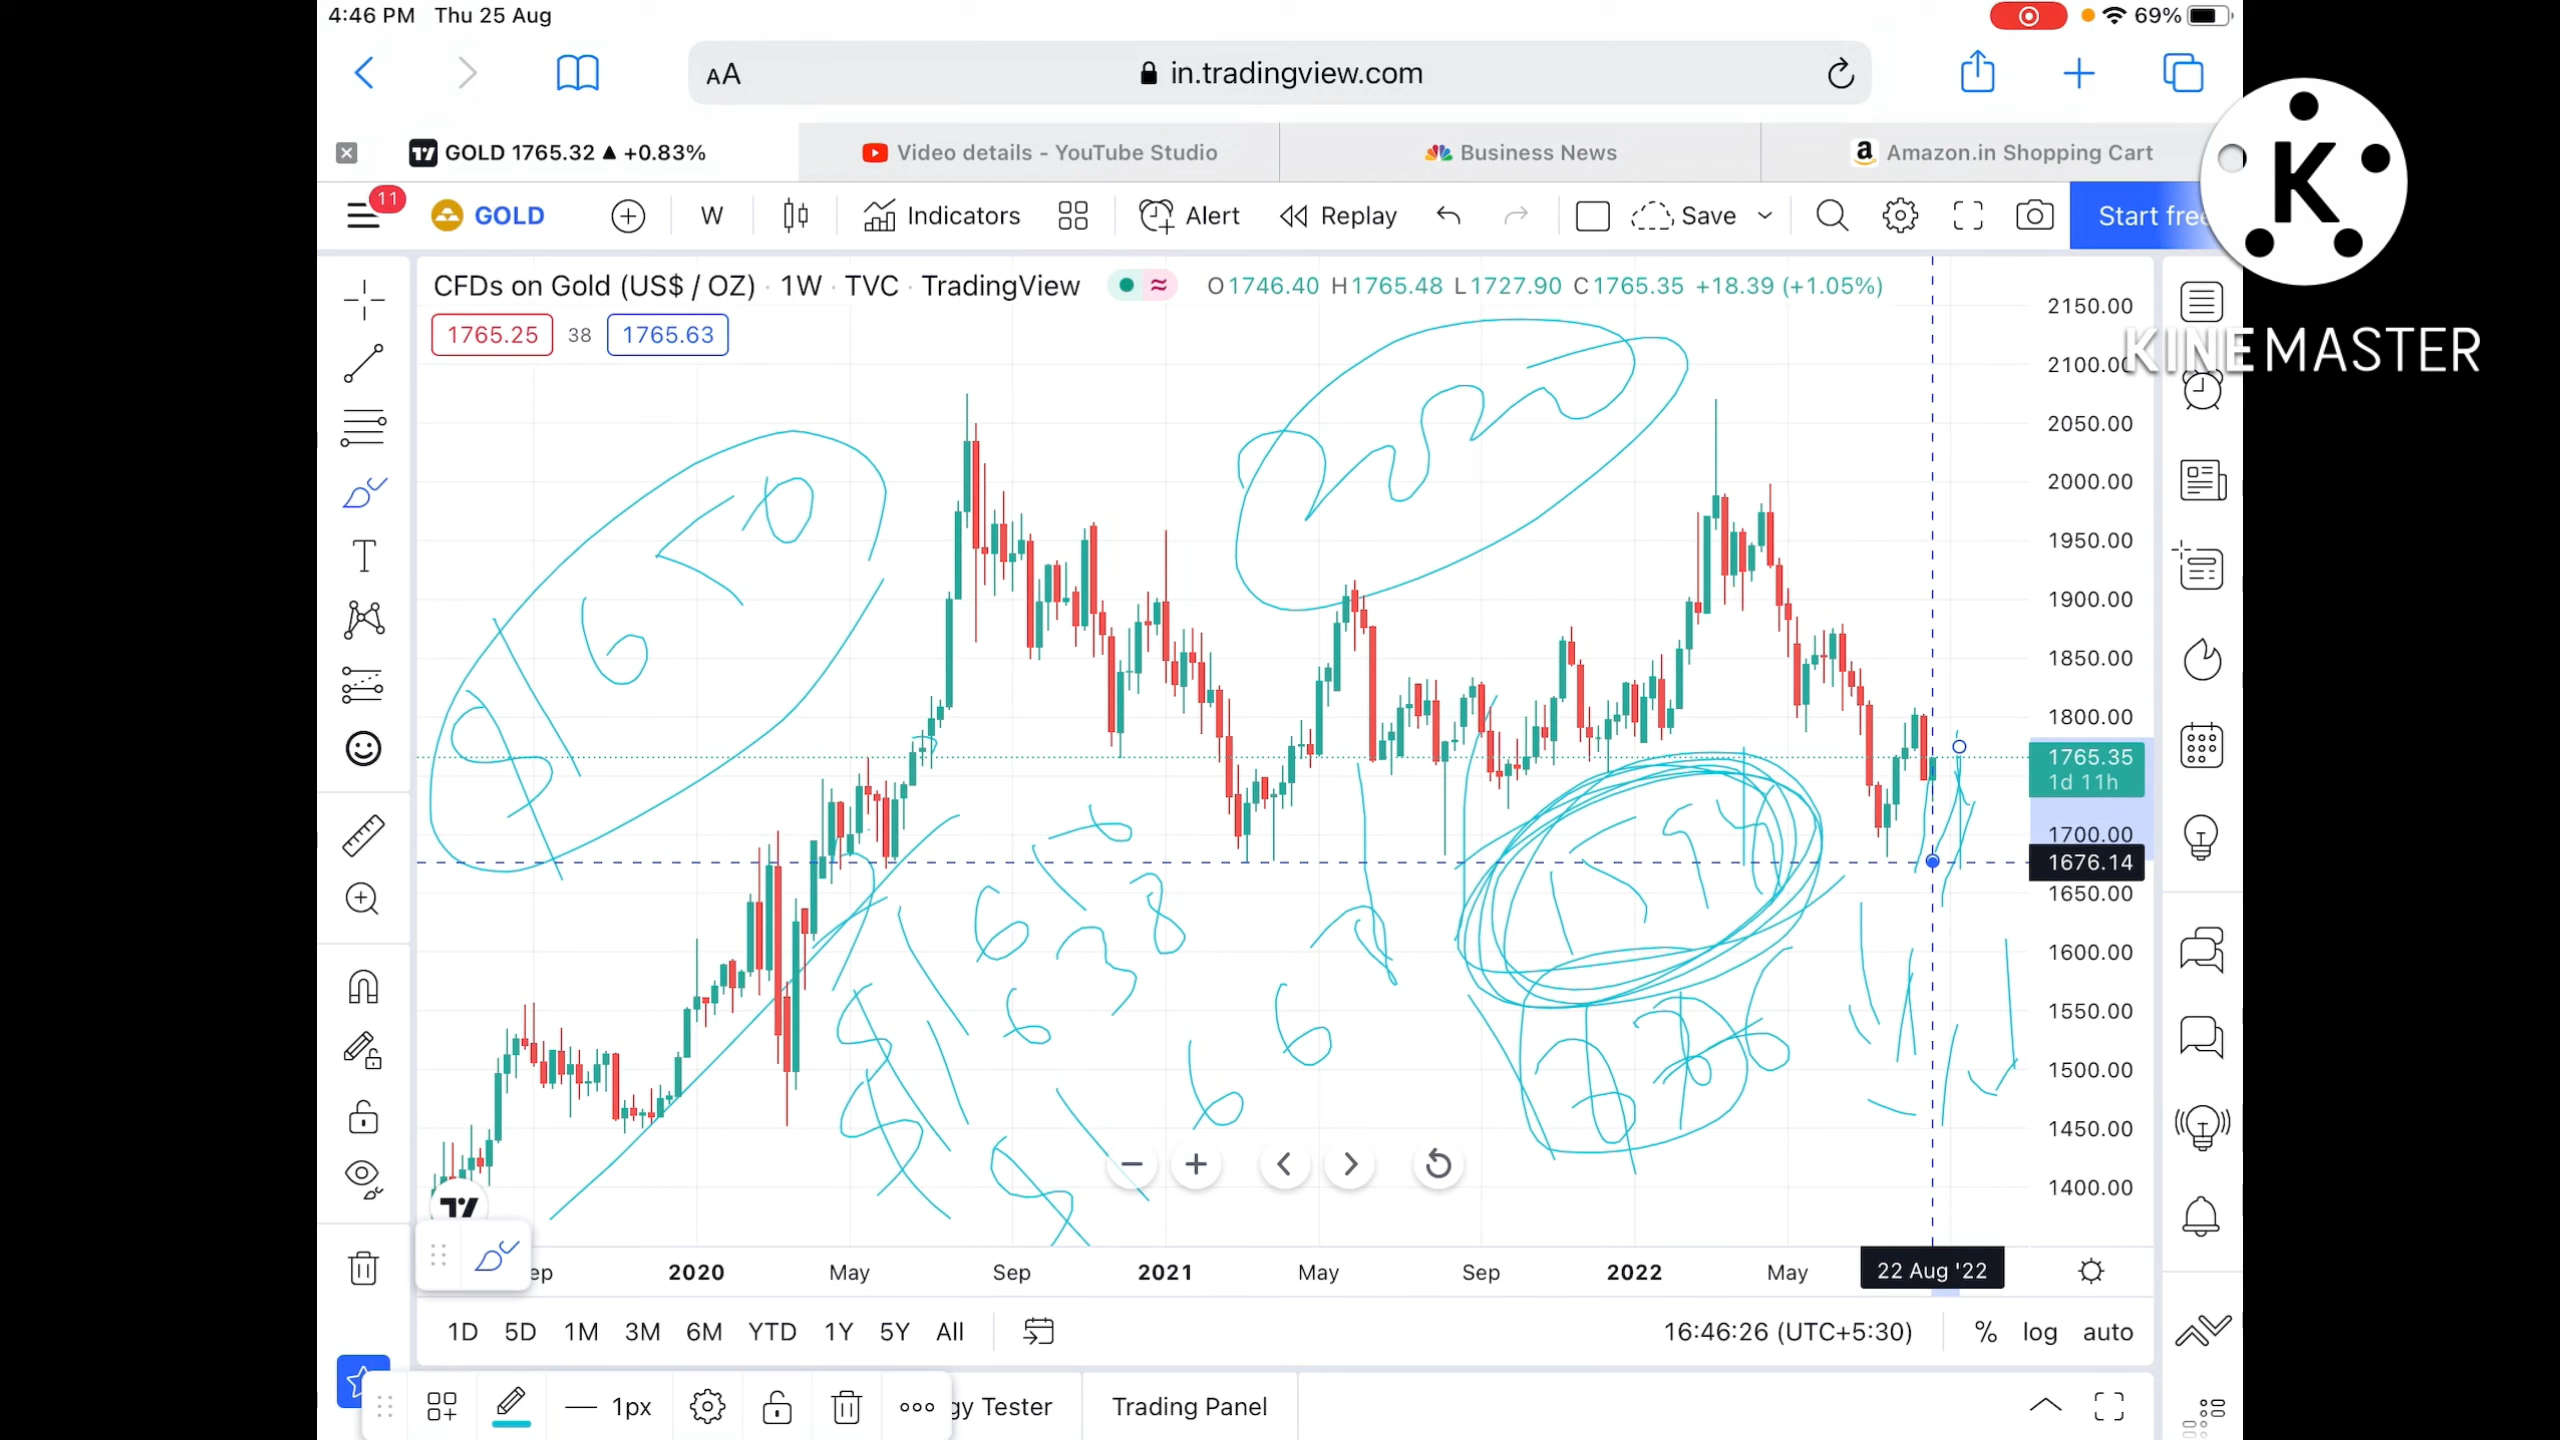 4:46 PM Thu 25 Aug
69%
AA in.tradingview.com
GOLD 1765.32 ▲ +0.83%
Video details - YouTube Studio
Business News
Amazon.in Shopping Cart
K
KINEMASTER
11
GOLD
W
Indicators
Alert
Replay
Save
Start free
CFDs on Gold (US$ / OZ) · 1W · TVC · TradingView
O1746.40 H1765.48 L1727.90 C1765.35 +18.39 (+1.05%)
1765.25 38 1765.63
2150.00
2100.00
2050.00
2000.00
1950.00
1900.00
1850.00
1800.00
1765.35
1d 11h
1700.00
1676.14
1650.00
1600.00
1550.00
1500.00
1450.00
1400.00
2020 May Sep 2021 May Sep 2022 May 22 Aug '22
1D 5D 1M 3M 6M YTD 1Y 5Y All
16:46:26 (UTC+5:30) % log auto
1px
gy Tester
Trading Panel